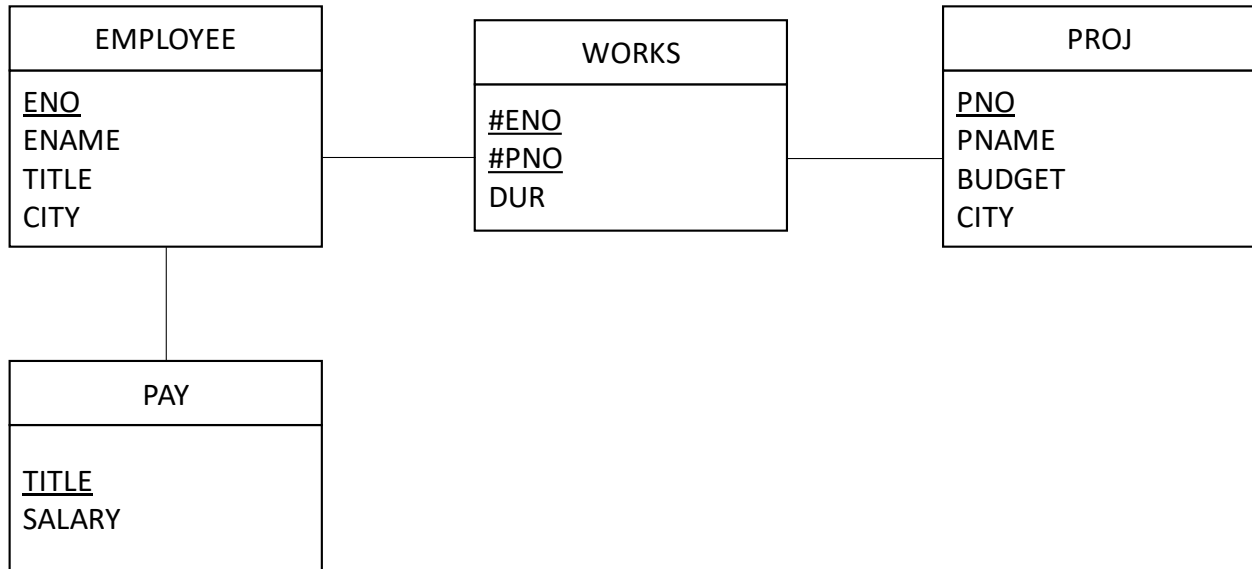 EMPLOYEE
ENO
ENAME
TITLE
CITY
WORKS
#ENO
#PNO
DUR
PROJ
PNO
PNAME
BUDGET
CITY
PAY
TITLE
SALARY